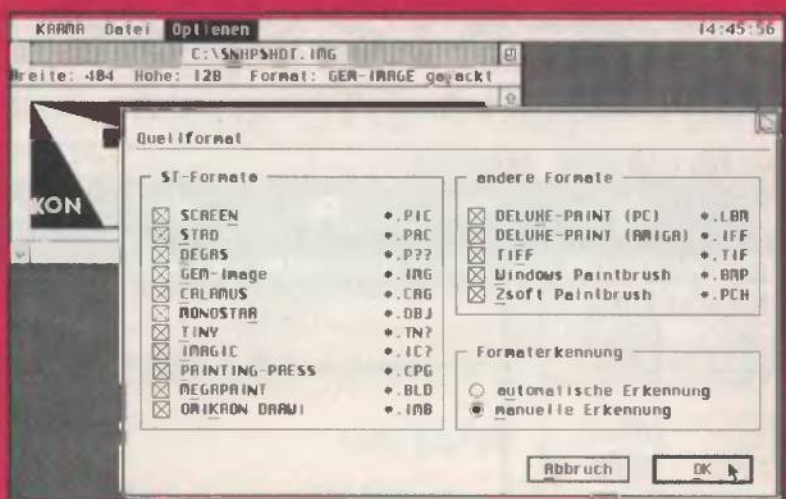 KARMA Datei Optionen 14:45:56
C:\SNAPSHOT.IMG
Breite: 484 Hohe: 128 Format: GEM-IMAGE gepackt
KON
Quellformat
ST-Formate
SCREEN *.PIC
STAD *.PAC
DEGAS *.P??
GEM-Image *.IMG
CALAMUS *.CRG
MONOSTAR *.OBJ
TINY *.TN?
IMAGIC *.IC?
PRINTING-PRESS *.CPG
MEGAPAINT *.BLD
OMIKRON DRAW! *.IMB
andere Formate
DELUXE-PAINT (PC) *.LBM
DELUXE-PAINT (AMIGA) *.IFF
TIFF *.TIF
Windows Paintbrush *.BMP
Zsoft Paintbrush *.PCX
Formaterkennung
automatische Erkennung
manuelle Erkennung
Abbruch OK